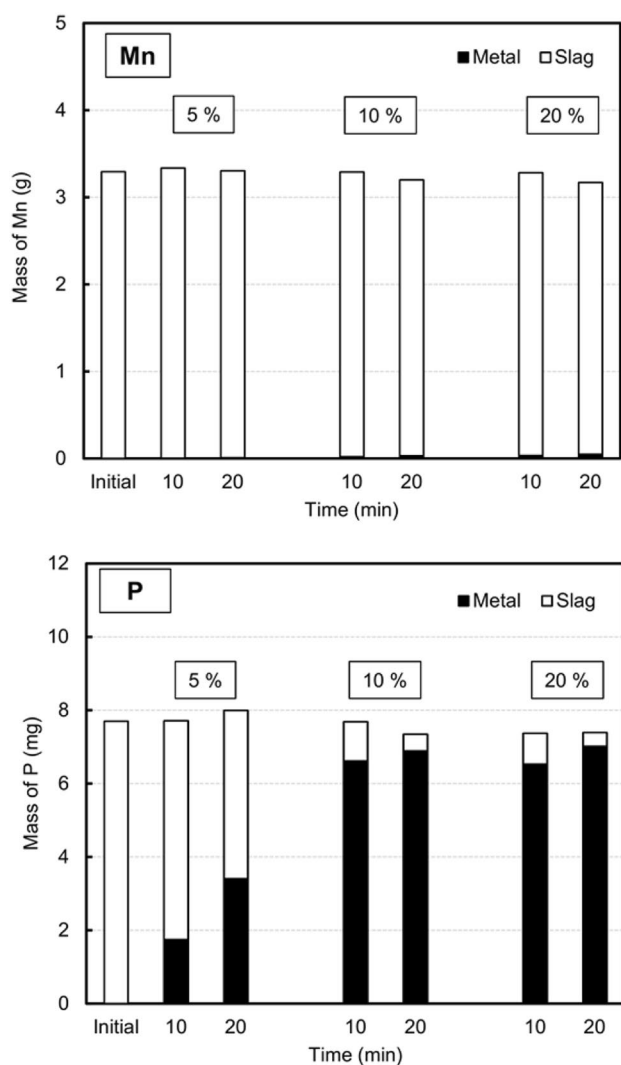 Mn
Metal Slag
5 %
10 %
20 %
Mass of Mn (g)
5
4
3
2
1
0
Initial 10 20 10 20 10 20
Time (min)
P
Metal Slag
5 %
10 %
20 %
Mass of P (mg)
12
10
8
6
4
2
0
Initial 10 20 10 20 10 20
Time (min)